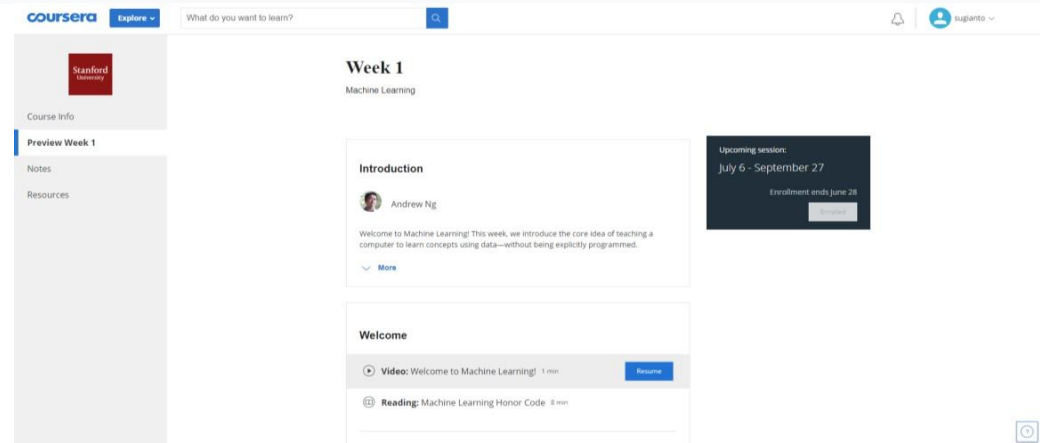 coursera
Explore
What do you want to learn?
sugianto
Stanford
University
Course Info
Preview Week 1
Notes
Resources
Week 1
Machine Learning
Introduction
Andrew Ng
Welcome to Machine Learning! This week, we introduce the core idea of teaching a
computer to learn concepts using data—without being explicitly programmed.
More
Upcoming session:
July 6 - September 27
Enrollment ends June 28
Enrolled
Welcome
Video: Welcome to Machine Learning! 1 min
Resume
Reading: Machine Learning Honor Code 8 min